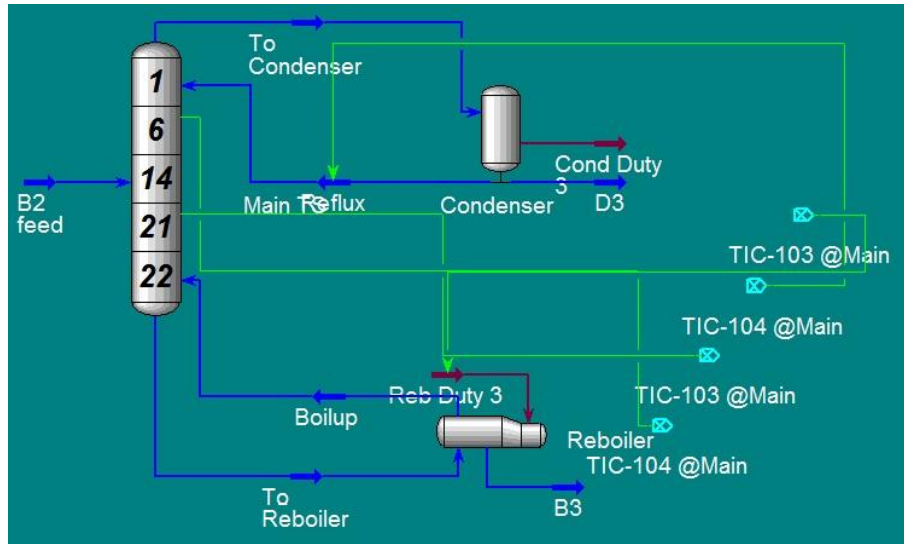 To
Condenser
1
6
14
21
22
B2
feed
Main TS
Reflux
Condenser
Cond Duty
3
D3
TIC-103 @Main
TIC-104 @Main
Reb Duty 3
TIC-103 @Main
Boilup
Reboiler
TIC-104 @Main
To
Reboiler
B3